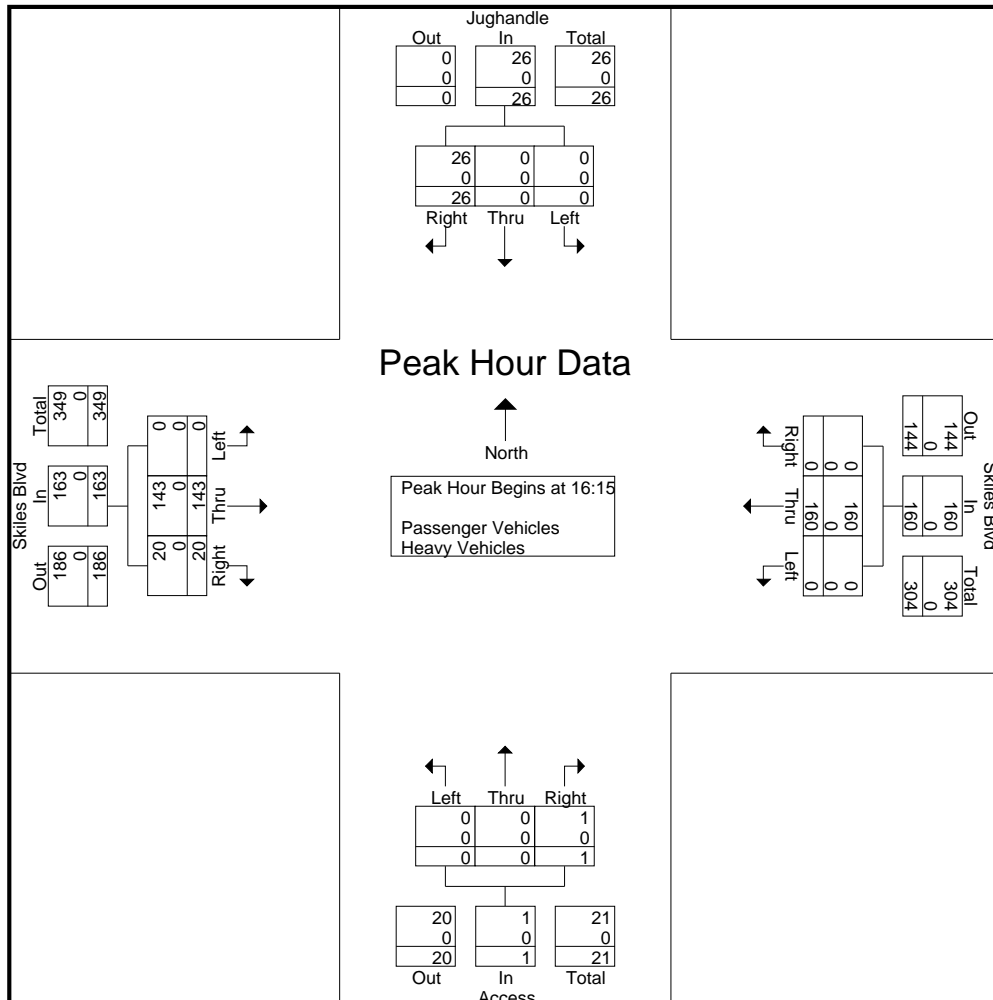 Jughandle
Out In Total
0 26 26
0 0 0
0 26 26
26 0 0
0 0 0
26 0 0
Right Thru Left
Peak Hour Data
North
Peak Hour Begins at 16:15
Passenger Vehicles
Heavy Vehicles
Skiles Blvd
Total In Out
349 163 186
0 0 0
349 163 186
0 143 20
0 0 0
0 143 20
Left Thru Right
Right Thru Left
0 160 0
0 0 0
0 160 0
144 160 304
0 0 0
144 160 304
Out In Total
Skiles Blvd
Left Thru Right
0 0 1
0 0 0
0 0 1
20 1 21
0 0 0
20 1 21
Out In Total
Access